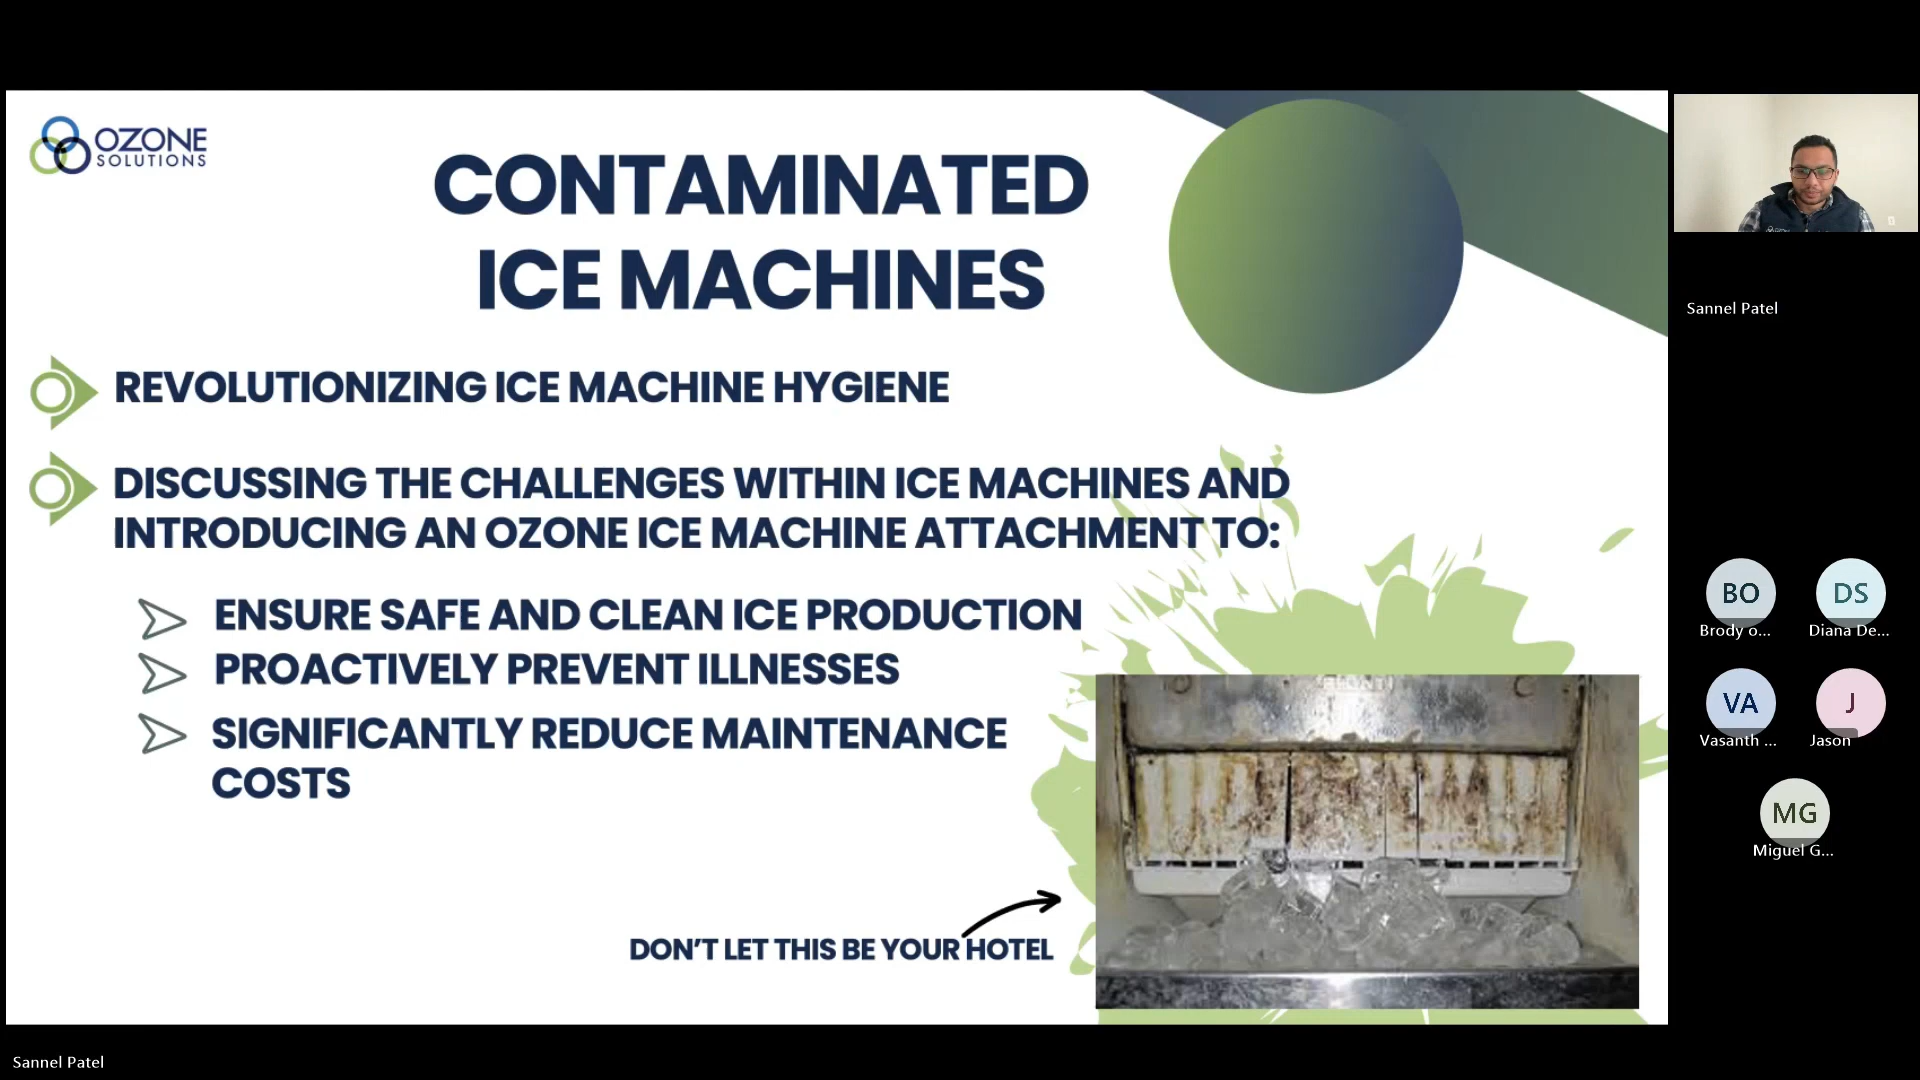 OZONE
SOLUTIONS
CONTAMINATED
ICE MACHINES
REVOLUTIONIZING ICE MACHINE HYGIENE
DISCUSSING THE CHALLENGES WITHIN ICE MACHINES AND
INTRODUCING AN OZONE ICE MACHINE ATTACHMENT TO:
ENSURE SAFE AND CLEAN ICE PRODUCTION
PROACTIVELY PREVENT ILLNESSES
SIGNIFICANTLY REDUCE MAINTENANCE
COSTS
DON'T LET THIS BE YOUR HOTEL
Sannel Patel
BO
DS
Brody o...
Diana De...
VA
J
Vasanth ...
Jason
MG
Miguel G...
Sannel Patel